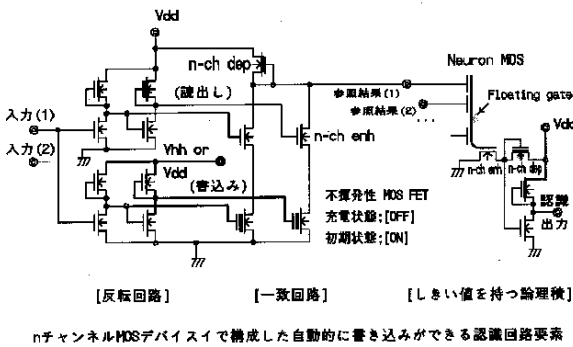 Vdd
n-ch dep
Neuron MOS
(読出し)
参照結果(1)
参照結果(2)
...
Floating gate
入力(1)
入力(2)
n-ch enh
Vdd
Vhh or
Vdd
(書込み)
n-ch enh
n-ch dep
不揮発性 MOS FET
充電状態;[OFF]
初期状態;[ON]
認識
出力
[反転回路]
[一致回路]
[しきい値を持つ論理積]
nチャンネルMOSデバイスイで構成した自動的に書き込みができる認識回路要素